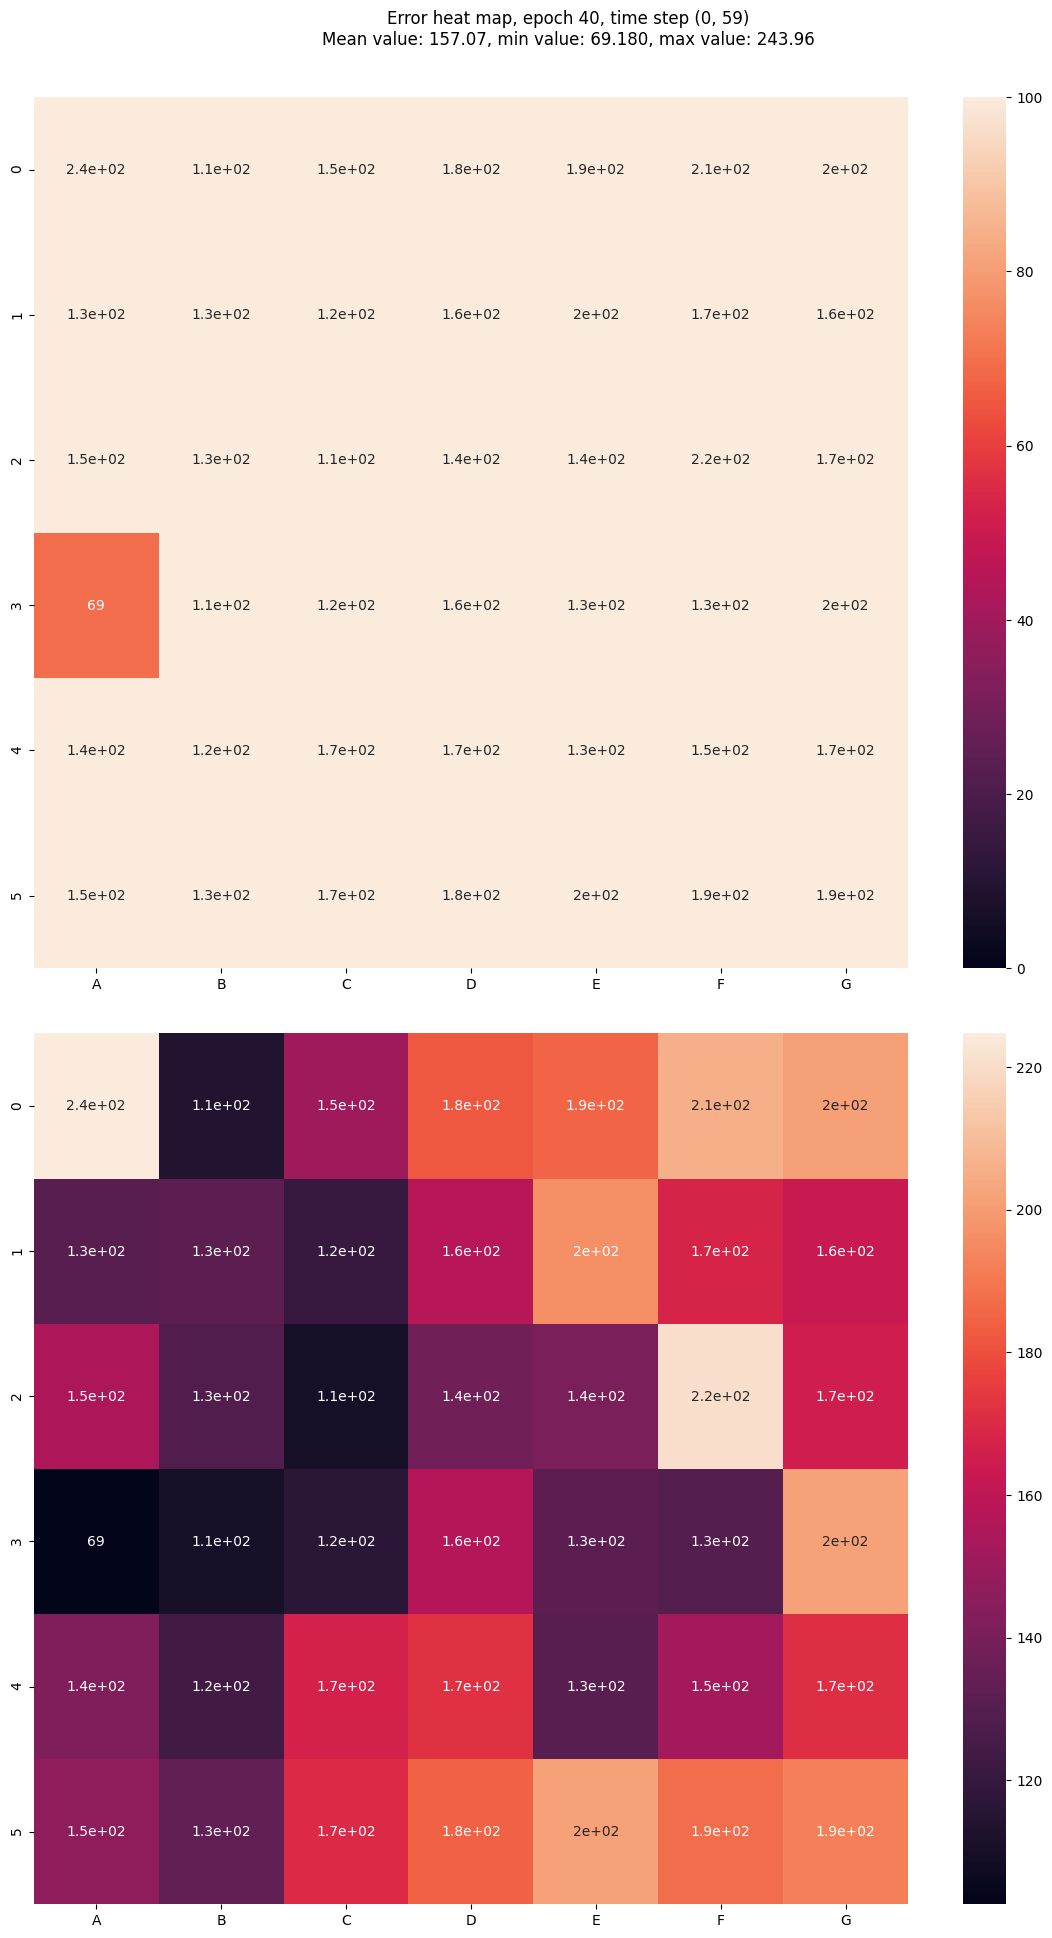 Error heat map, epoch 40, time step (0, 59)
Mean value: 157.07, min value: 69.180, max value: 243.96
100
0 2.4e+02 1.1e+02 1.5e+02 1.8e+02 1.9e+02 2.1e+02 2e+02
80
1 1.3e+02 1.3e+02 1.2e+02 1.6e+02 2e+02 1.7e+02 1.6e+02
60
2 1.5e+02 1.3e+02 1.1e+02 1.4e+02 1.4e+02 2.2e+02 1.7e+02
3 69 1.1e+02 1.2e+02 1.6e+02 1.3e+02 1.3e+02 2e+02
40
4 1.4e+02 1.2e+02 1.7e+02 1.7e+02 1.3e+02 1.5e+02 1.7e+02
20
5 1.5e+02 1.3e+02 1.7e+02 1.8e+02 2e+02 1.9e+02 1.9e+02
0
A B C D E F G
220
0 2.4e+02 1.1e+02 1.5e+02 1.8e+02 1.9e+02 2.1e+02 2e+02
200
1 1.3e+02 1.3e+02 1.2e+02 1.6e+02 2e+02 1.7e+02 1.6e+02
180
2 1.5e+02 1.3e+02 1.1e+02 1.4e+02 1.4e+02 2.2e+02 1.7e+02
160
3 69 1.1e+02 1.2e+02 1.6e+02 1.3e+02 1.3e+02 2e+02
140
4 1.4e+02 1.2e+02 1.7e+02 1.7e+02 1.3e+02 1.5e+02 1.7e+02
120
5 1.5e+02 1.3e+02 1.7e+02 1.8e+02 2e+02 1.9e+02 1.9e+02
A B C D E F G